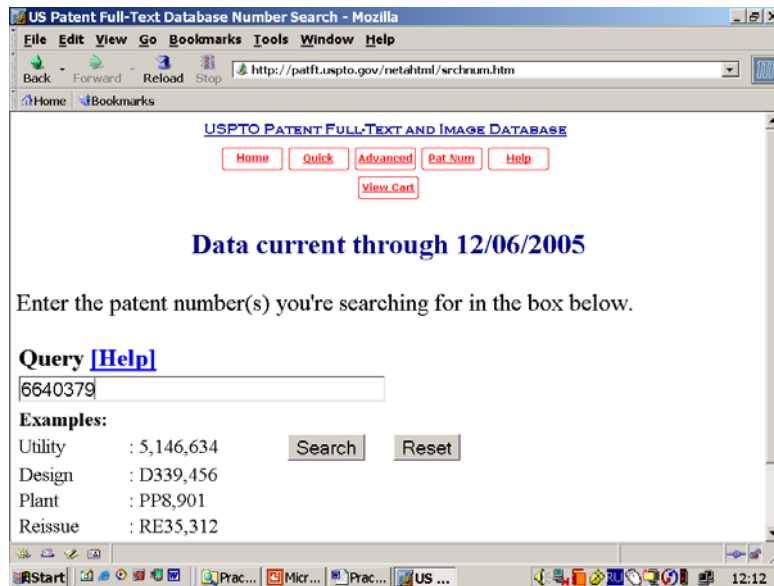 US Patent Full-Text Database Number Search - Mozilla
File Edit View Go Bookmarks Tools Window Help
Back Forward Reload Stop http://patft.uspto.gov/netahtml/srchnum.htm
Home Bookmarks
USPTO PATENT FULL-TEXT AND IMAGE DATABASE
Home Quick Advanced Pat Num Help
View Cart
Data current through 12/06/2005
Enter the patent number(s) you're searching for in the box below.
Query [Help]
6640379
Examples:
Utility : 5,146,634 Search Reset
Design : D339,456
Plant : PP8,901
Reissue : RE35,312
Start Prac... Micr... Prac... US ... RU 12:12